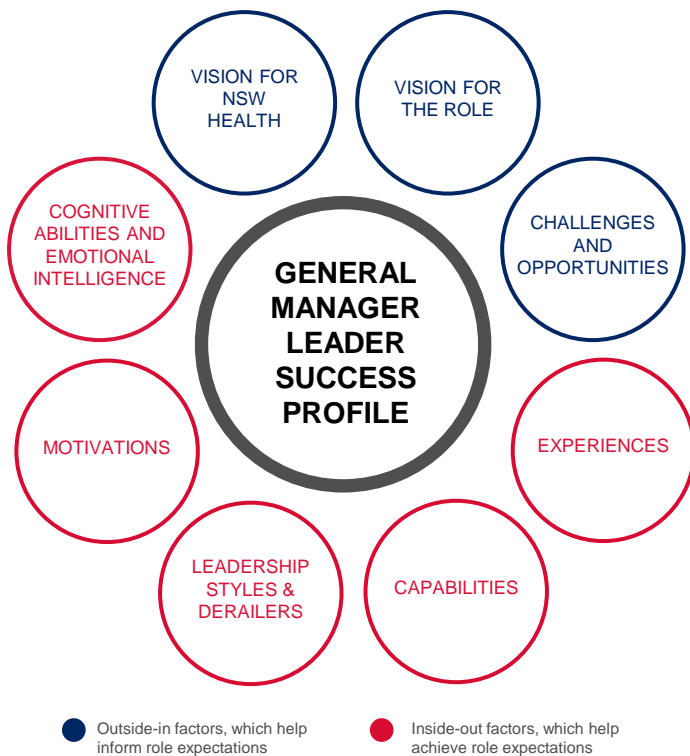 VISION FOR
NSW
HEALTH
VISION FOR
THE ROLE
COGNITIVE
ABILITIES AND
EMOTIONAL
INTELLIGENCE
CHALLENGES
AND
OPPORTUNITIES
GENERAL
MANAGER
LEADER
SUCCESS
PROFILE
MOTIVATIONS
EXPERIENCES
LEADERSHIP
STYLES &
DERAILERS
CAPABILITIES
Outside-in factors, which help
inform role expectations
Inside-out factors, which help
achieve role expectations